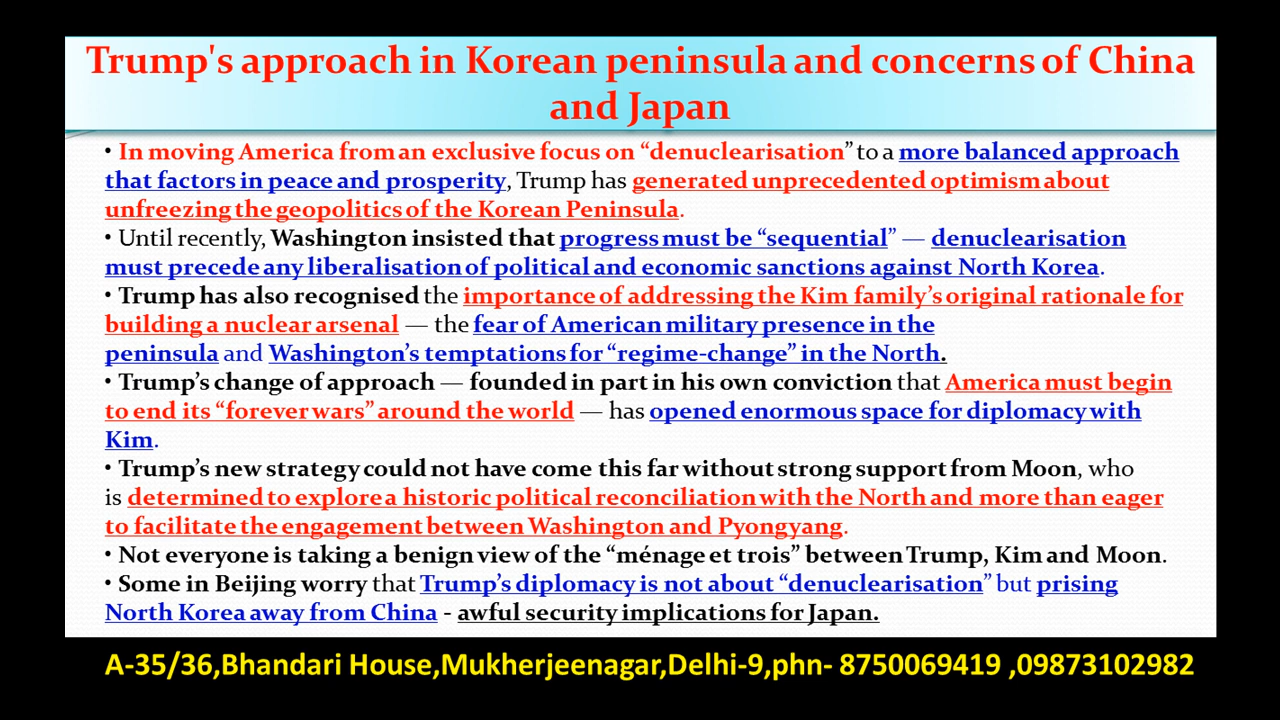 Trump's approach in Korean peninsula and concerns of China
and Japan
• In moving America from an exclusive focus on “denuclearisation” to a more balanced approach
that factors in peace and prosperity, Trump has generated unprecedented optimism about
unfreezing the geopolitics of the Korean Peninsula.
• Until recently, Washington insisted that progress must be “sequential” — denuclearisation
must precede any liberalisation of political and economic sanctions against North Korea.
• Trump has also recognised the importance of addressing the Kim family’s original rationale for
building a nuclear arsenal — the fear of American military presence in the
peninsula and Washington’s temptations for “regime-change” in the North.
• Trump’s change of approach — founded in part in his own conviction that America must begin
to end its “forever wars” around the world — has opened enormous space for diplomacy with
Kim.
• Trump’s new strategy could not have come this far without strong support from Moon, who
is determined to explore a historic political reconciliation with the North and more than eager
to facilitate the engagement between Washington and Pyongyang.
• Not everyone is taking a benign view of the “ménage et trois” between Trump, Kim and Moon.
• Some in Beijing worry that Trump’s diplomacy is not about “denuclearisation” but prising
North Korea away from China - awful security implications for Japan.
A-35/36,Bhandari House,Mukherjeenagar,Delhi-9,phn- 8750069419 ,09873102982